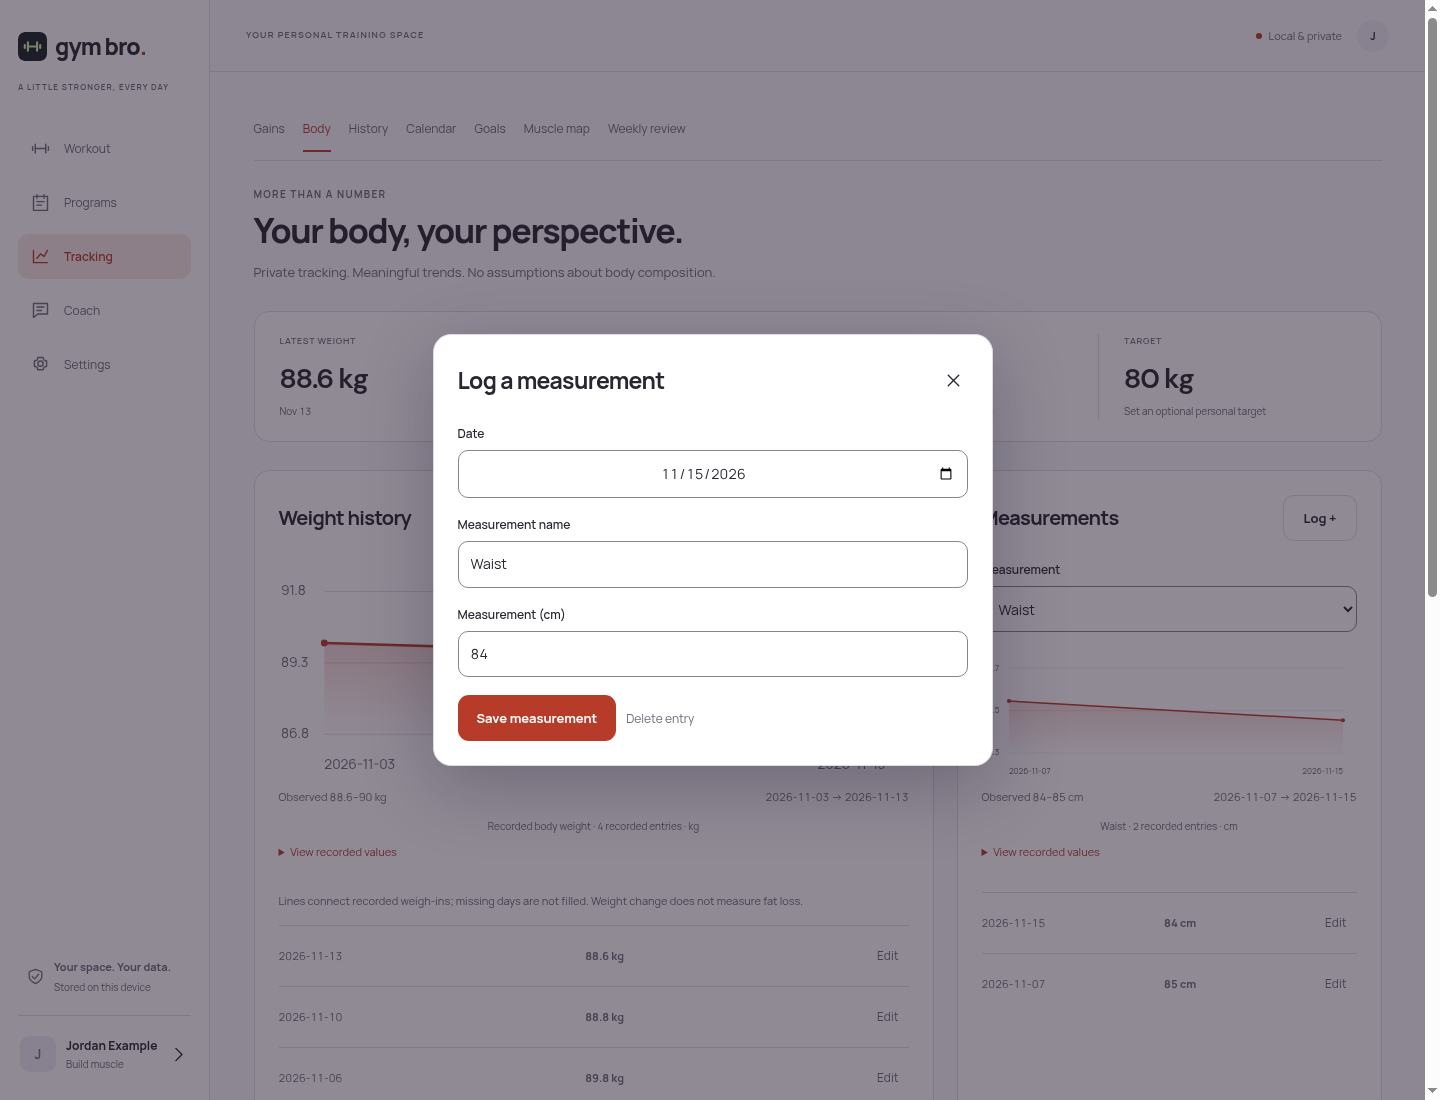 gym bro.
A LITTLE STRONGER, EVERY DAY
Workout
Programs
Tracking
Coach
Settings
Your space. Your data.
Stored on this device
J
Jordan Example
Build muscle
YOUR PERSONAL TRAINING SPACE
Local & private
J
Gains Body History Calendar Goals Muscle map Weekly review
MORE THAN A NUMBER
Your body, your perspective.
Private tracking. Meaningful trends. No assumptions about body composition.
LATEST WEIGHT
88.6 kg
Nov 13
TARGET
80 kg
Set an optional personal target
Log a measurement
Date
11/15/2026
Measurement name
Waist
Measurement (cm)
84
Save measurement Delete entry
Weight history
91.8
89.3
86.8
2026-11-03
Observed 88.6–90 kg 2026-11-03 → 2026-11-13
Recorded body weight · 4 recorded entries · kg
View recorded values
Lines connect recorded weigh-ins; missing days are not filled. Weight change does not measure fat loss.
2026-11-13 88.6 kg Edit
2026-11-10 88.8 kg Edit
2026-11-06 89.8 kg Edit
Measurements
Log +
easurement
Waist
2026-11-07 2026-11-15
Observed 84–85 cm 2026-11-07 → 2026-11-15
Waist · 2 recorded entries · cm
View recorded values
2026-11-15 84 cm Edit
2026-11-07 85 cm Edit